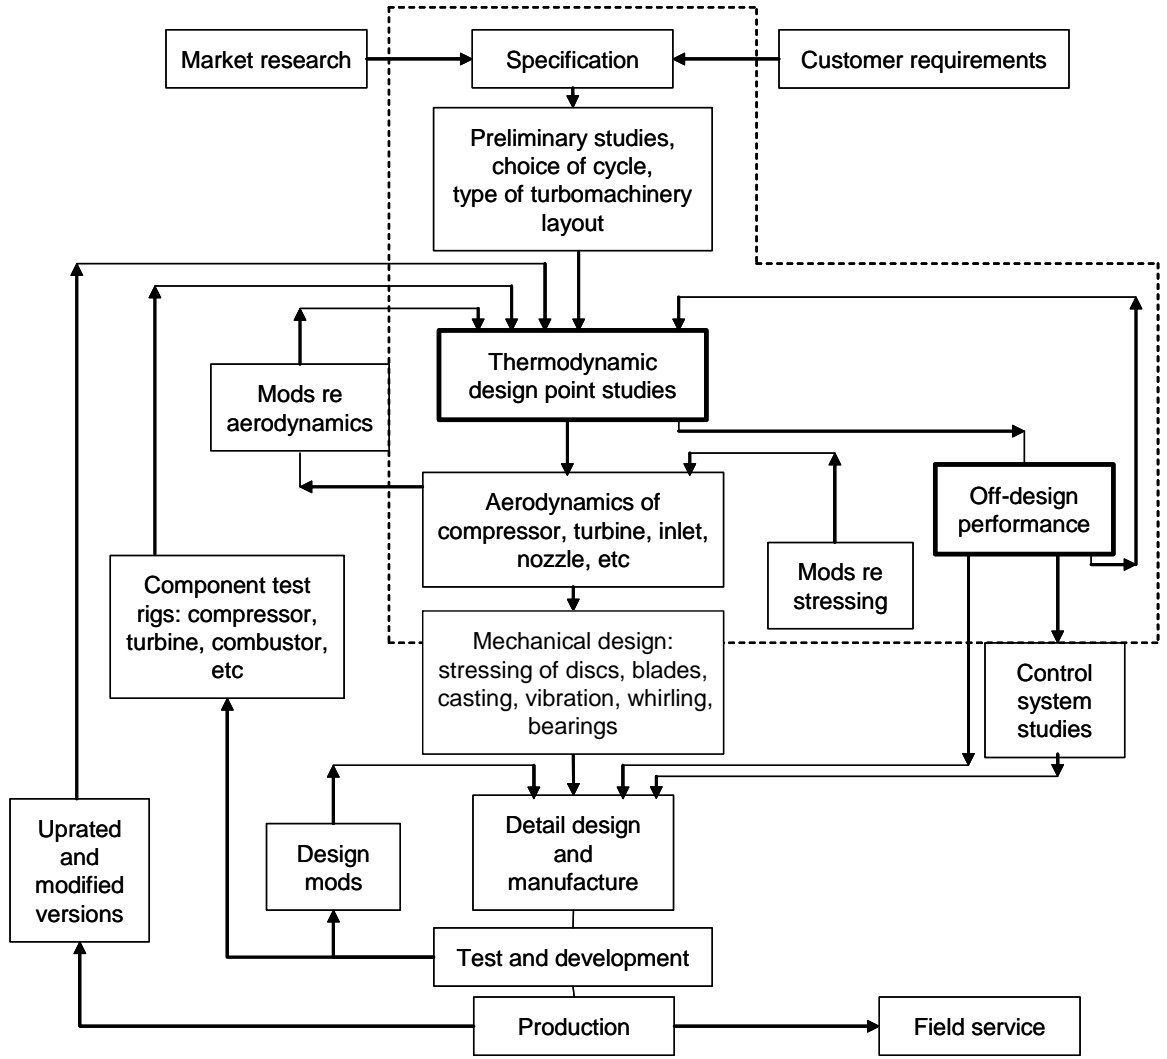 Market research
Specification
Customer requirements
Preliminary studies,
choice of cycle,
type of turbomachinery
layout
Thermodynamic
design point studies
Mods re
aerodynamics
Aerodynamics of
compressor, turbine, inlet,
nozzle, etc
Off-design
performance
Mods re
stressing
Component test
rigs: compressor,
turbine, combustor,
etc
Mechanical design:
stressing of discs, blades,
casting, vibration, whirling,
bearings
Control
system
studies
Uprated
and
modified
versions
Design
mods
Detail design
and
manufacture
Test and development
Production
Field service